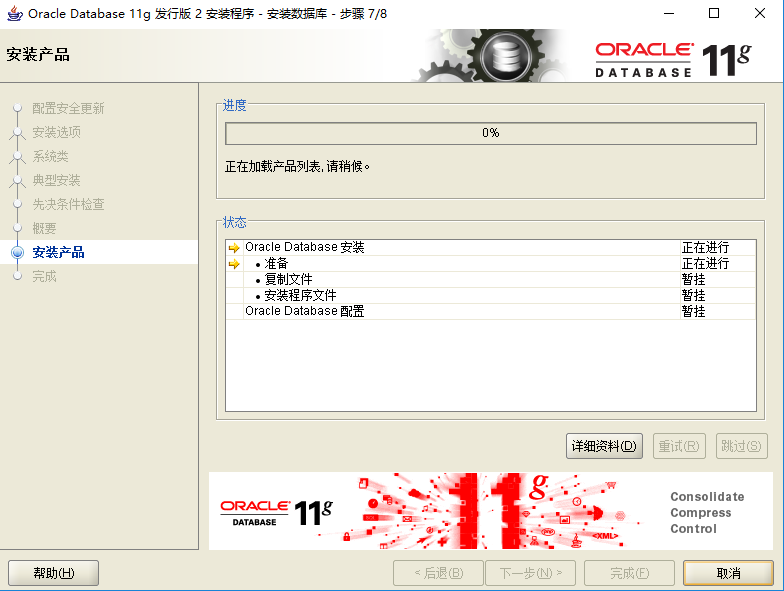 Oracle Database 11g 发行版 2 安装程序 - 安装数据库 - 步骤 7/8
安装产品
ORACLE
DATABASE 11g
配置安全更新
安装选项
系统类
典型安装
先决条件检查
概要
安装产品
完成
进度
0%
正在加载产品列表, 请稍候。
状态
Oracle Database 安装 正在进行
• 准备 正在进行
• 复制文件 暂挂
• 安装程序文件 暂挂
Oracle Database 配置 暂挂
详细资料(D) 重试(R) 跳过(S)
ORACLE
DATABASE 11g
11g
<XML>
Consolidate
Compress
Control
帮助(H) < 后退(B) 下一步(N) > 完成(F) 取消